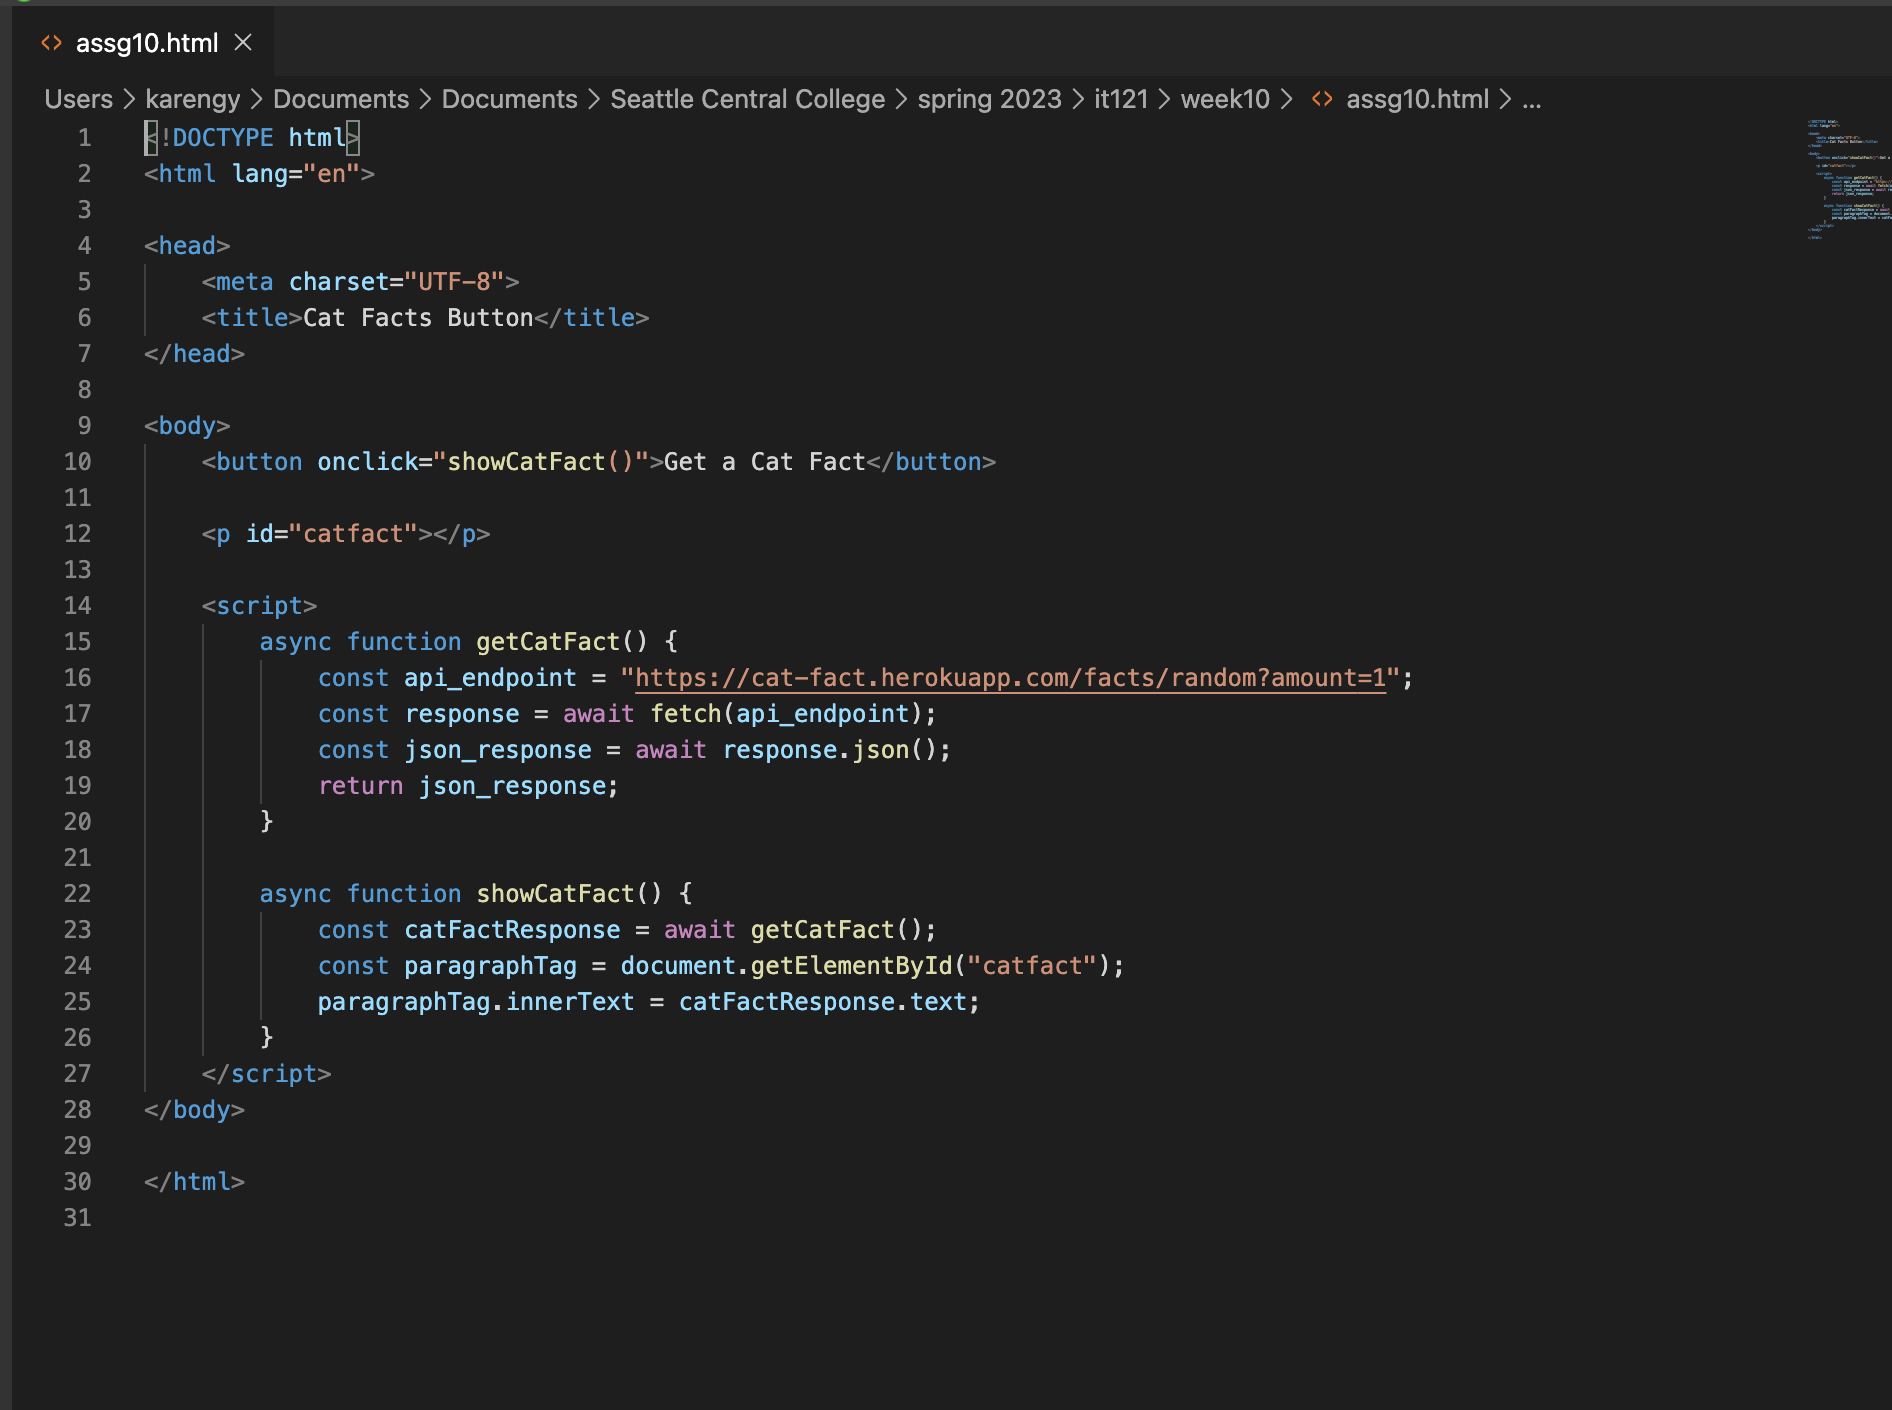 assg10.html
Users > karengy > Documents > Documents > Seattle Central College > spring 2023 > it121 > week10 > <> assg10.html > ...
1 <!DOCTYPE html>
2 <html lang="en">
3
4 <head>
5     <meta charset="UTF-8">
6     <title>Cat Facts Button</title>
7 </head>
8
9 <body>
10     <button onclick="showCatFact()">Get a Cat Fact</button>
11
12     <p id="catfact"></p>
13
14     <script>
15         async function getCatFact() {
16             const api_endpoint = "https://cat-fact.herokuapp.com/facts/random?amount=1";
17             const response = await fetch(api_endpoint);
18             const json_response = await response.json();
19             return json_response;
20         }
21
22         async function showCatFact() {
23             const catFactResponse = await getCatFact();
24             const paragraphTag = document.getElementById("catfact");
25             paragraphTag.innerText = catFactResponse.text;
26         }
27     </script>
28 </body>
29
30 </html>
31